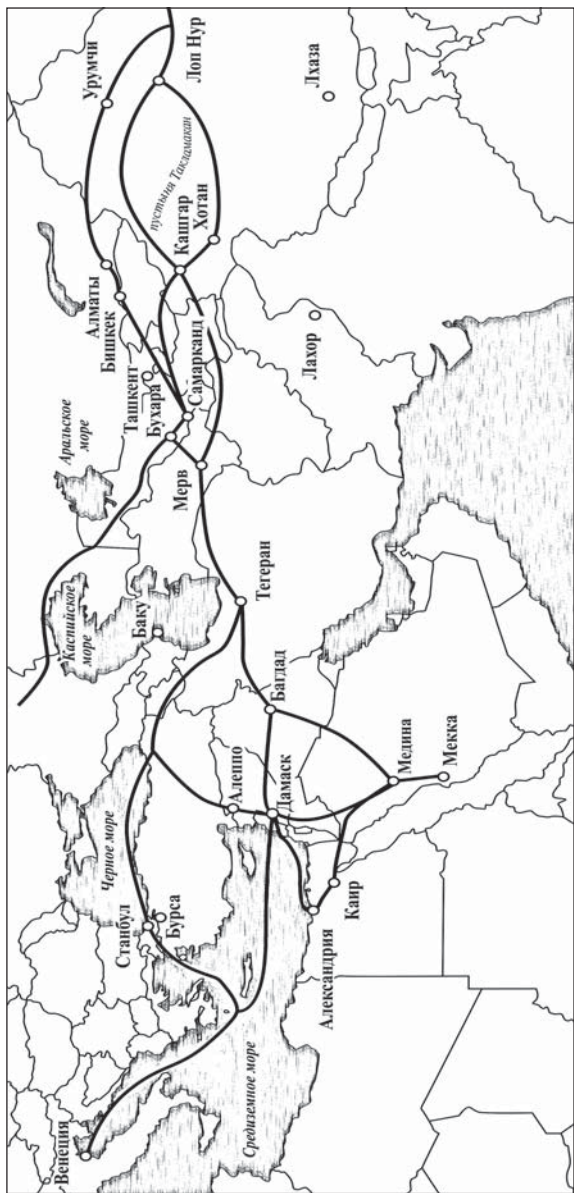 Венеция
Черное море
Станбул
Бурса
Средиземное море
Александрия
Каир
Алеппо
Дамаск
Медина
Мекка
Багдад
Каспийское
море
Баку
Тегеран
Аральское
море
Мерв
Ташкент
Бухара
Самарканд
Алматы
Бишкек
Кашгар
Хотан
пустыня Такламакан
Урумчи
Лоп Нур
Лахор
Лхаза